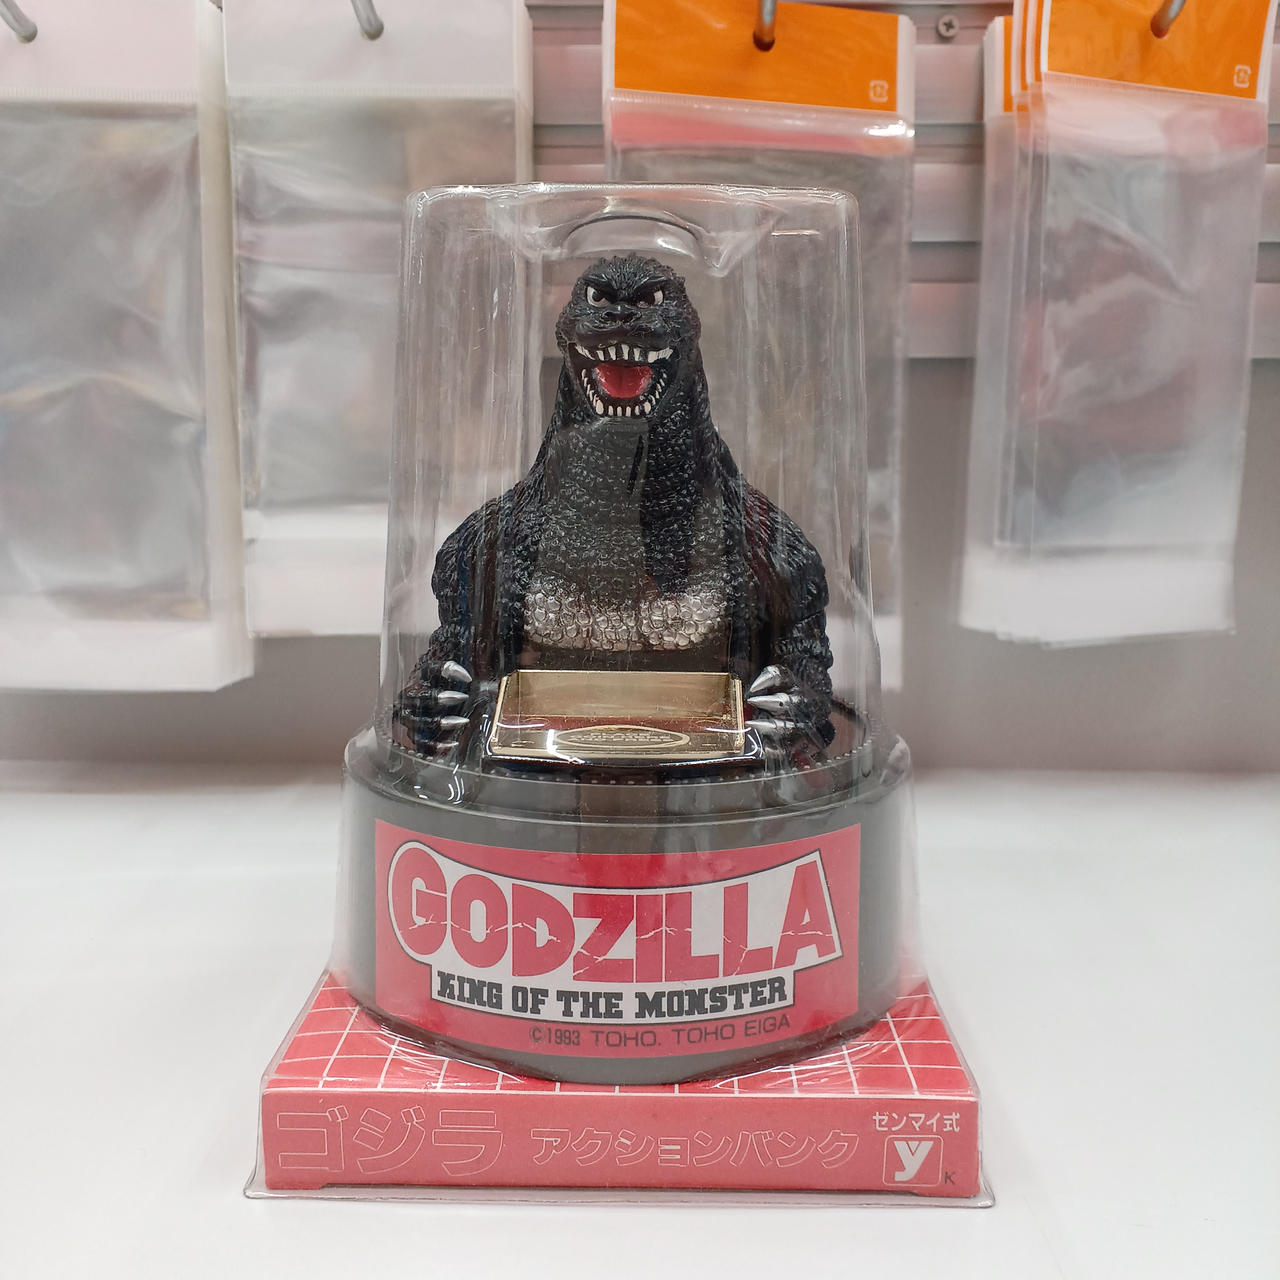 GODZILLA
KING OF THE MONSTER
©1993 TOHO. TOHO EIGA
ゴジラ アクションバンク
ゼンマイ式
y
K